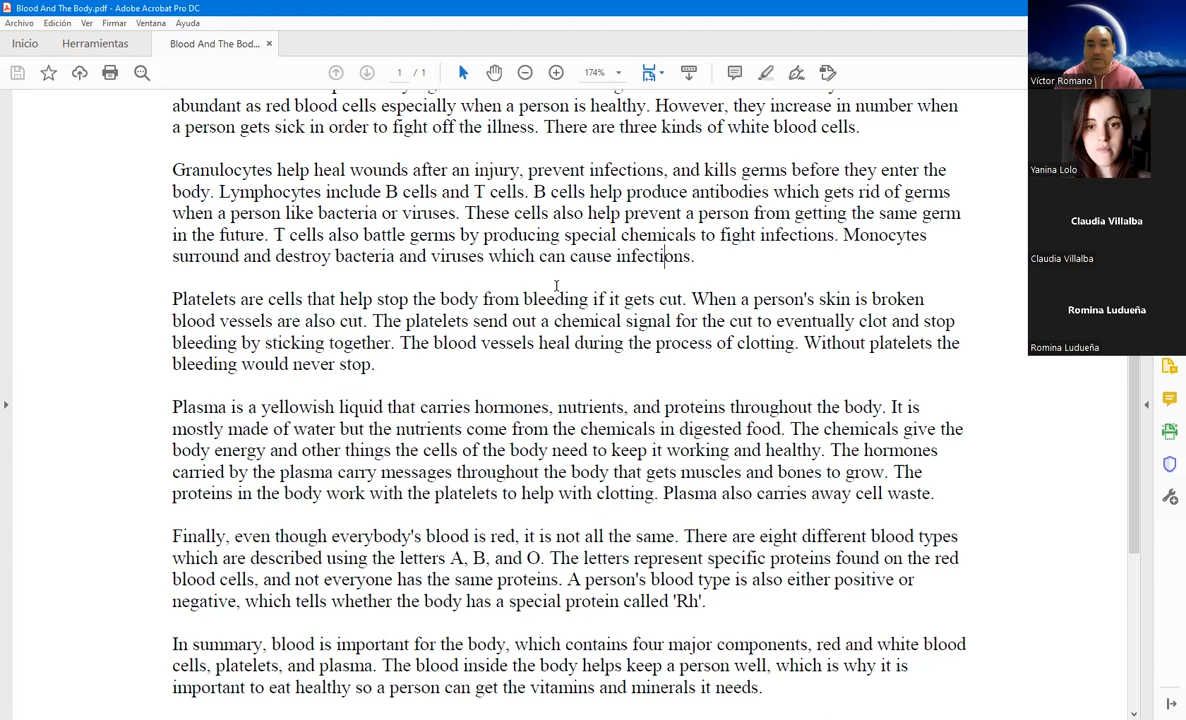 Blood And The Body.pdf - Adobe Acrobat Pro DC
Archivo Edición Ver Firmar Ventana Ayuda
Inicio Herramientas Blood And The Bod... ×
1 / 1 174%
abundant as red blood cells especially when a person is healthy. However, they increase in number when
a person gets sick in order to fight off the illness. There are three kinds of white blood cells.
Granulocytes help heal wounds after an injury, prevent infections, and kills germs before they enter the
body. Lymphocytes include B cells and T cells. B cells help produce antibodies which gets rid of germs
when a person like bacteria or viruses. These cells also help prevent a person from getting the same germ
in the future. T cells also battle germs by producing special chemicals to fight infections. Monocytes
surround and destroy bacteria and viruses which can cause infections.
Platelets are cells that help stop the body from bleeding if it gets cut. When a person's skin is broken
blood vessels are also cut. The platelets send out a chemical signal for the cut to eventually clot and stop
bleeding by sticking together. The blood vessels heal during the process of clotting. Without platelets the
bleeding would never stop.
Plasma is a yellowish liquid that carries hormones, nutrients, and proteins throughout the body. It is
mostly made of water but the nutrients come from the chemicals in digested food. The chemicals give the
body energy and other things the cells of the body need to keep it working and healthy. The hormones
carried by the plasma carry messages throughout the body that gets muscles and bones to grow. The
proteins in the body work with the platelets to help with clotting. Plasma also carries away cell waste.
Finally, even though everybody's blood is red, it is not all the same. There are eight different blood types
which are described using the letters A, B, and O. The letters represent specific proteins found on the red
blood cells, and not everyone has the same proteins. A person's blood type is also either positive or
negative, which tells whether the body has a special protein called 'Rh'.
In summary, blood is important for the body, which contains four major components, red and white blood
cells, platelets, and plasma. The blood inside the body helps keep a person well, which is why it is
important to eat healthy so a person can get the vitamins and minerals it needs.
Víctor Romano
Yanina Lolo
Claudia Villalba
Claudia Villalba
Romina Ludueña
Romina Ludueña